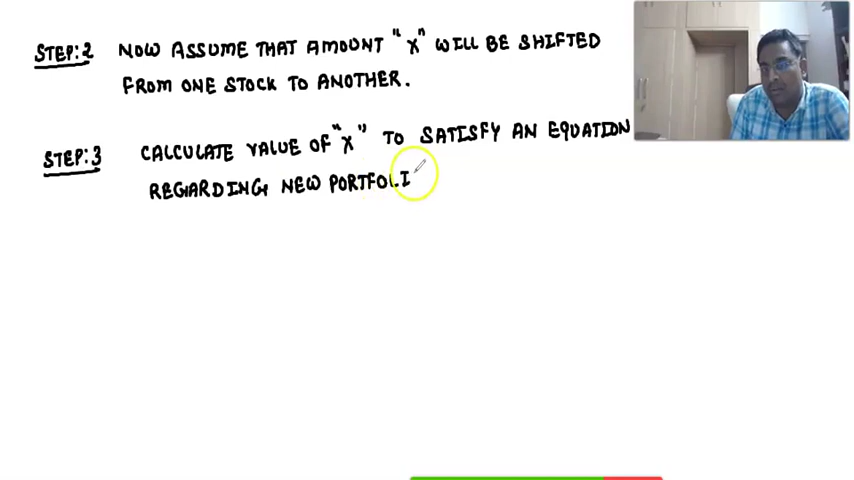 STEP:2 NOW ASSUME THAT AMOUNT "X" WILL BE SHIFTED
FROM ONE STOCK TO ANOTHER.
STEP:3 CALCULATE VALUE OF "X" TO SATISFY AN EQUATION
REGARDING NEW PORTFOLI